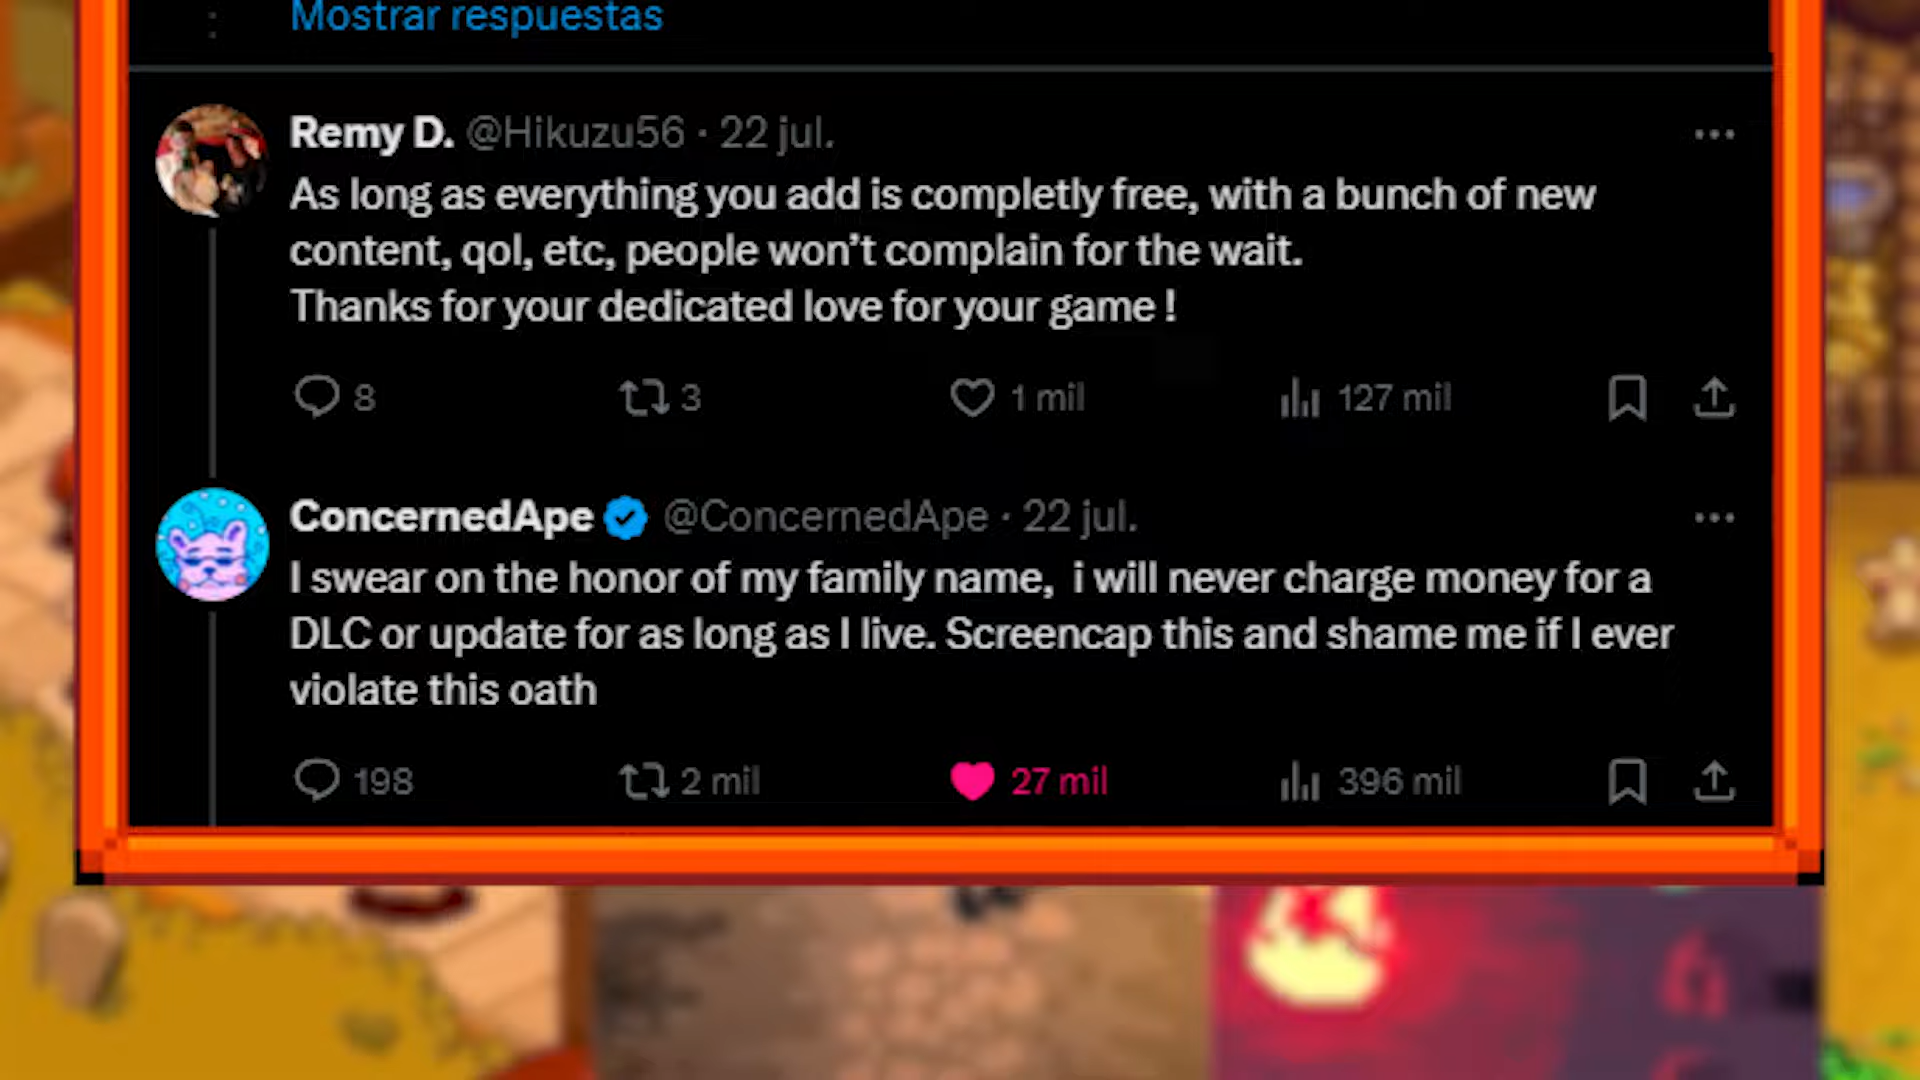 Mostrar respuestas
Remy D. @Hikuzu56 · 22 jul.
As long as everything you add is completly free, with a bunch of new
content, qol, etc, people won’t complain for the wait.
Thanks for your dedicated love for your game !
8 3 1 mil 127 mil
ConcernedApe @ConcernedApe · 22 jul.
I swear on the honor of my family name,  i will never charge money for a
DLC or update for as long as I live. Screencap this and shame me if I ever
violate this oath
198 2 mil 27 mil 396 mil